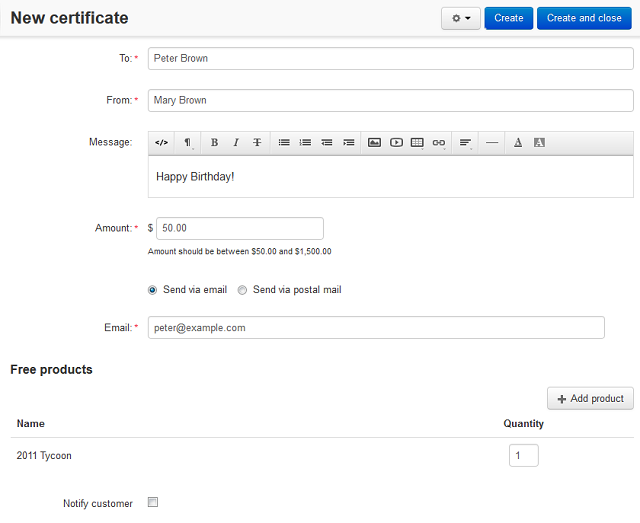 New certificate
Create
Create and close
To: *
Peter Brown
From: *
Mary Brown
Message:
</> ¶ B I T A A
Happy Birthday!
Amount: * $ 50.00
Amount should be between $50.00 and $1,500.00
Send via email Send via postal mail
Email: * peter@example.com
Free products
Add product
Name Quantity
2011 Tycoon 1
Notify customer